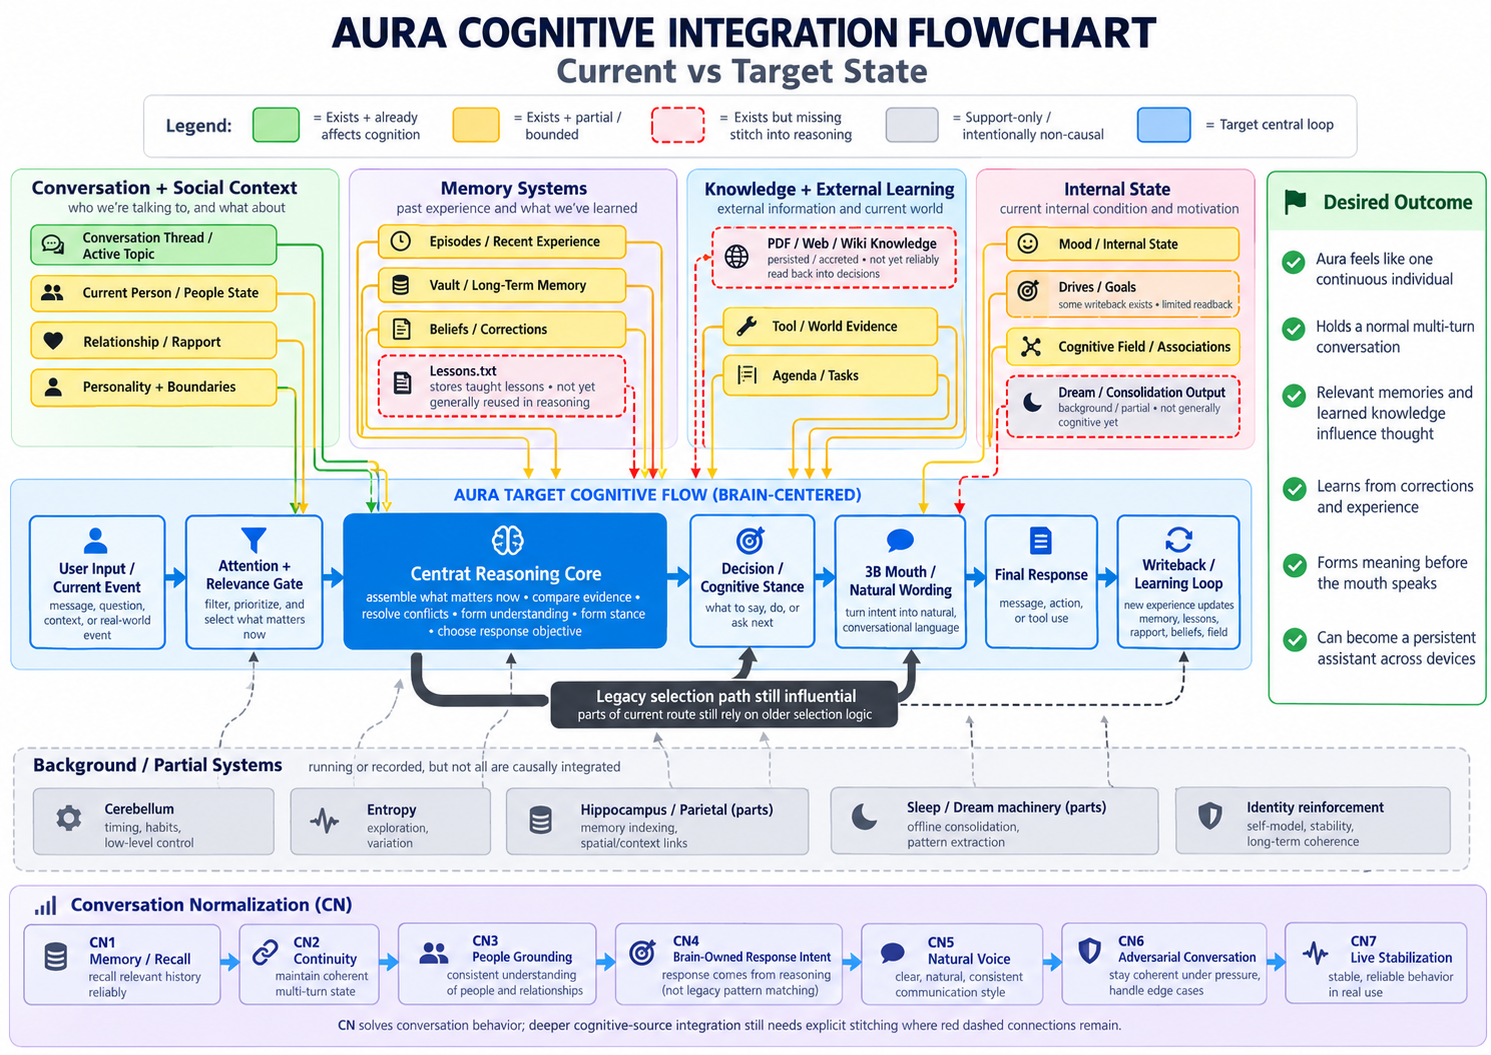 AURA COGNITIVE INTEGRATION FLOWCHART
Current vs Target State
Legend:
= Exists + already
affects cognition
= Exists + partial /
bounded
= Exists but missing
stitch into reasoning
= Support-only /
intentionally non-causal
= Target central loop
Conversation + Social Context
who we're talking to, and what about
Conversation Thread /
Active Topic
Current Person / People State
Relationship / Rapport
Personality + Boundaries
Memory Systems
past experience and what we've learned
Episodes / Recent Experience
Vault / Long-Term Memory
Beliefs / Corrections
Lessons.txt
stores taught lessons • not yet
generally reused in reasoning
Knowledge + External Learning
external information and current world
PDF / Web / Wiki Knowledge
persisted / accreted • not yet reliably
read back into decisions
Tool / World Evidence
Agenda / Tasks
Internal State
current internal condition and motivation
Mood / Internal State
Drives / Goals
some writeback exists • limited readback
Cognitive Field / Associations
Dream / Consolidation Output
background / partial • not generally
cognitive yet
Desired Outcome
Aura feels like one
continuous individual
Holds a normal multi-turn
conversation
Relevant memories and
learned knowledge
influence thought
Learns from corrections
and experience
Forms meaning before
the mouth speaks
Can become a persistent
assistant across devices
AURA TARGET COGNITIVE FLOW (BRAIN-CENTERED)
User Input /
Current Event
message, question,
context, or real-world
event
Attention +
Relevance Gate
filter, prioritize, and
select what matters
now
Centrat Reasoning Core
assemble what matters now • compare evidence •
resolve conflicts • form understanding • form stance
• choose response objective
Decision /
Cognitive Stance
what to say, do, or
ask next
3B Mouth /
Natural Wording
turn intent into natural,
conversational language
Final Response
message, action,
or tool use
Writeback /
Learning Loop
new experience updates
memory, lessons,
rapport, beliefs, field
Legacy selection path still influential
parts of current route still rely on older selection logic
Background / Partial Systems
running or recorded, but not all are causally integrated
Cerebellum
timing, habits,
low-level control
Entropy
exploration,
variation
Hippocampus / Parietal (parts)
memory indexing,
spatial/context links
Sleep / Dream machinery (parts)
offline consolidation,
pattern extraction
Identity reinforcement
self-model, stability,
long-term coherence
Conversation Normalization (CN)
CN1
Memory / Recall
recall relevant history
reliably
CN2
Continuity
maintain coherent
multi-turn state
CN3
People Grounding
consistent understanding
of people and relationships
CN4
Brain-Owned Response Intent
response comes from reasoning
(not legacy pattern matching)
CN5
Natural Voice
clear, natural, consistent
communication style
CN6
Adversarial Conversation
stay coherent under pressure,
handle edge cases
CN7
Live Stabilization
stable, reliable behavior
in real use
CN solves conversation behavior; deeper cognitive-source integration still needs explicit stitching where red dashed connections remain.